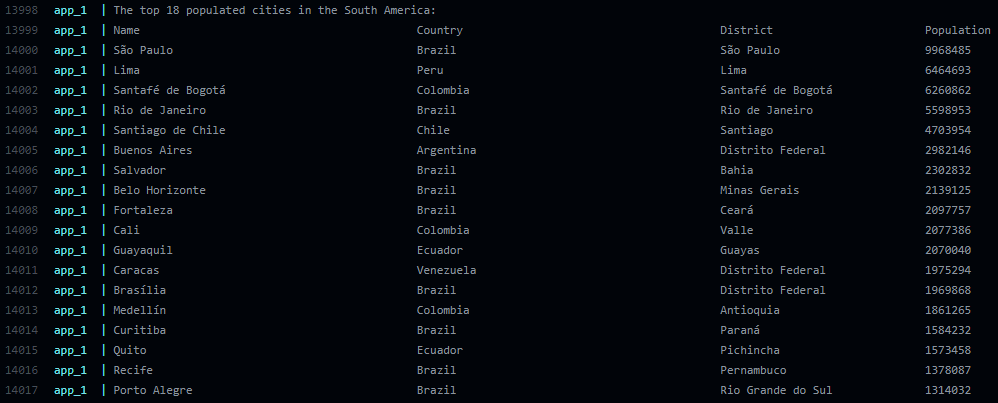 13998 app_1 | The top 18 populated cities in the South America:
13999 app_1 | Name Country District Population
14000 app_1 | São Paulo Brazil São Paulo 9968485
14001 app_1 | Lima Peru Lima 6464693
14002 app_1 | Santafé de Bogotá Colombia Santafé de Bogotá 6260862
14003 app_1 | Rio de Janeiro Brazil Rio de Janeiro 5598953
14004 app_1 | Santiago de Chile Chile Santiago 4703954
14005 app_1 | Buenos Aires Argentina Distrito Federal 2982146
14006 app_1 | Salvador Brazil Bahia 2302832
14007 app_1 | Belo Horizonte Brazil Minas Gerais 2139125
14008 app_1 | Fortaleza Brazil Ceará 2097757
14009 app_1 | Cali Colombia Valle 2077386
14010 app_1 | Guayaquil Ecuador Guayas 2070040
14011 app_1 | Caracas Venezuela Distrito Federal 1975294
14012 app_1 | Brasília Brazil Distrito Federal 1969868
14013 app_1 | Medellín Colombia Antioquia 1861265
14014 app_1 | Curitiba Brazil Paraná 1584232
14015 app_1 | Quito Ecuador Pichincha 1573458
14016 app_1 | Recife Brazil Pernambuco 1378087
14017 app_1 | Porto Alegre Brazil Rio Grande do Sul 1314032